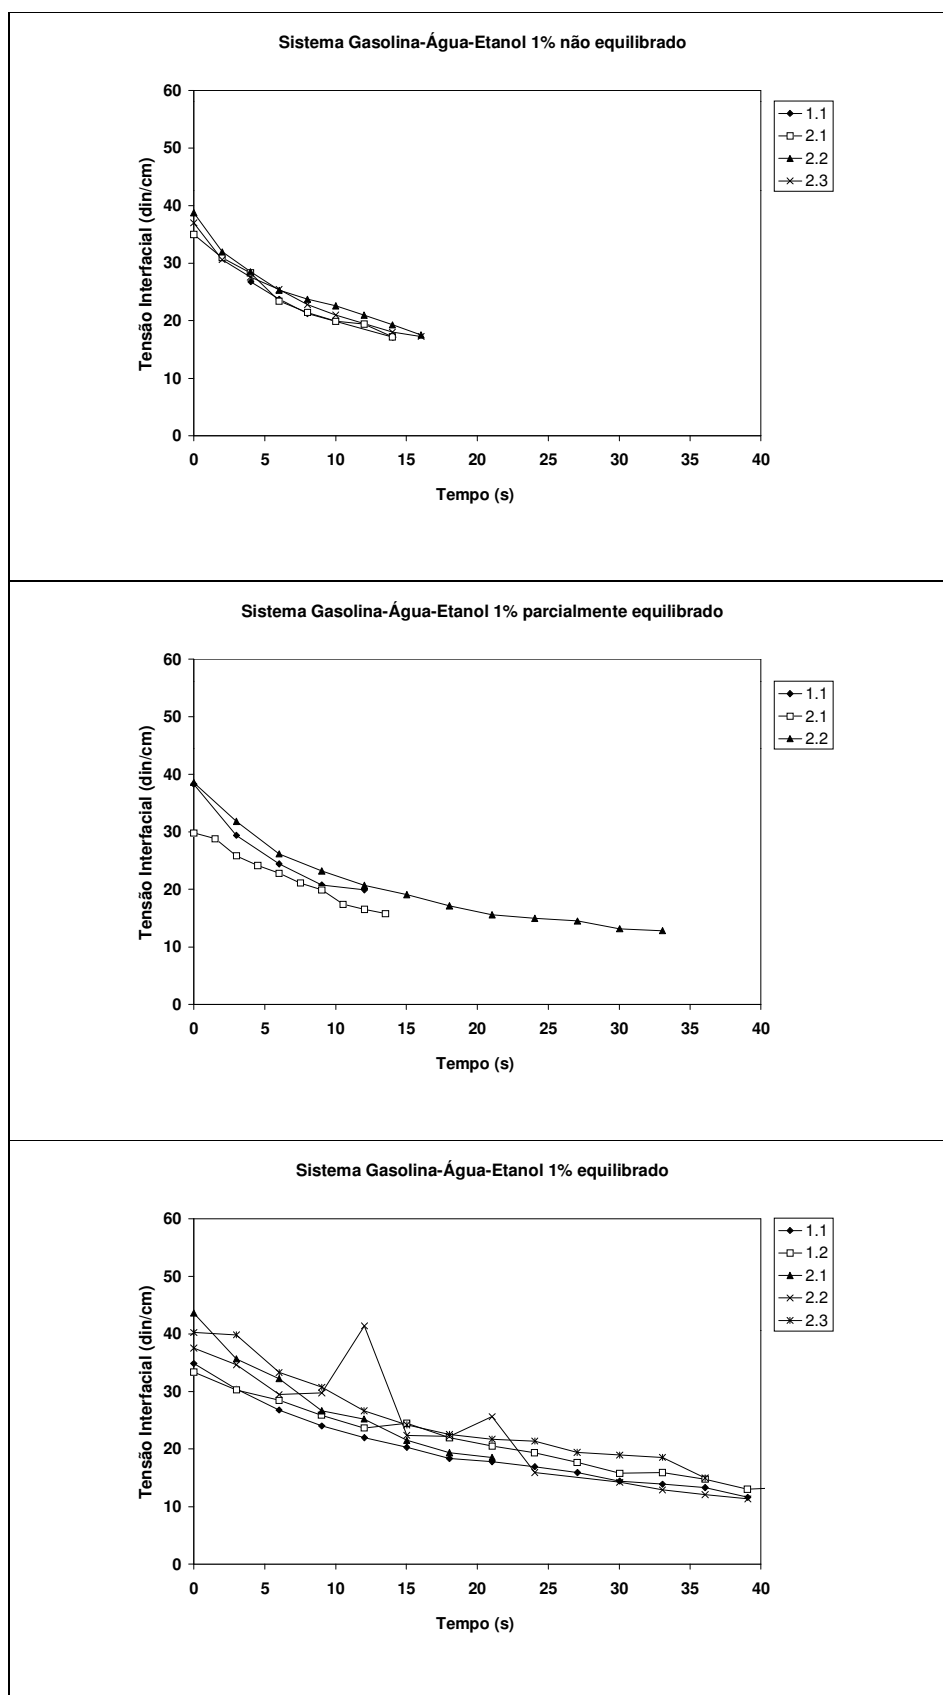 Sistema Gasolina-Água-Etanol 1% não equilibrado
60
50
40
30
20
10
0
Tensão Interfacial (din/cm)
0 5 10 15 20 25 30 35 40
Tempo (s)
1.1
2.1
2.2
2.3
Sistema Gasolina-Água-Etanol 1% parcialmente equilibrado
60
50
40
30
20
10
0
Tensão Interfacial (din/cm)
0 5 10 15 20 25 30 35 40
Tempo (s)
1.1
2.1
2.2
Sistema Gasolina-Água-Etanol 1% equilibrado
60
50
40
30
20
10
0
Tensão Interfacial (din/cm)
0 5 10 15 20 25 30 35 40
Tempo (s)
1.1
1.2
2.1
2.2
2.3